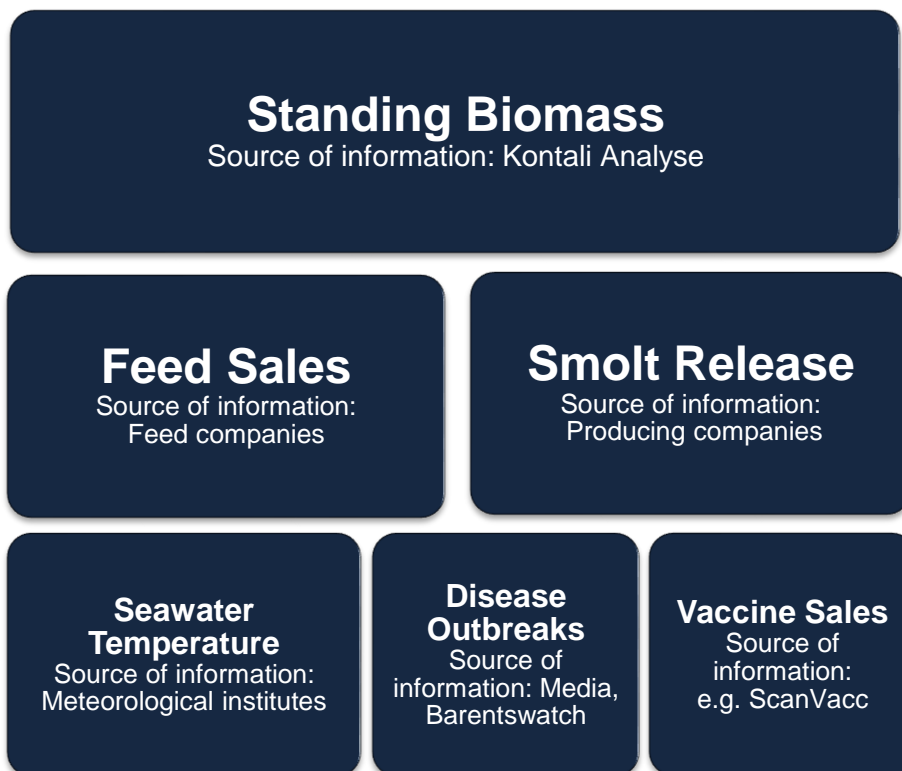 Standing Biomass
Source of information: Kontali Analyse
Feed Sales
Source of information:
Feed companies
Smolt Release
Source of information:
Producing companies
Seawater
Temperature
Source of information:
Meteorological institutes
Disease
Outbreaks
Source of
information: Media,
Barentswatch
Vaccine Sales
Source of
information:
e.g. ScanVacc